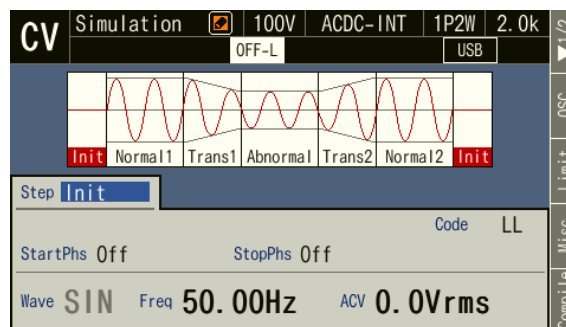 CV Simulation 100V ACDC-INT 1P2W 2.0k
OFF-L USB
Init Normal1 Trans1 Abnormal Trans2 Normal2 Init
Step Init
Code LL
StartPhs Off StopPhs Off
Wave SIN Freq 50.00Hz ACV 0.0Vrms
▼1/2
OSC
Limit
Misc
Compile